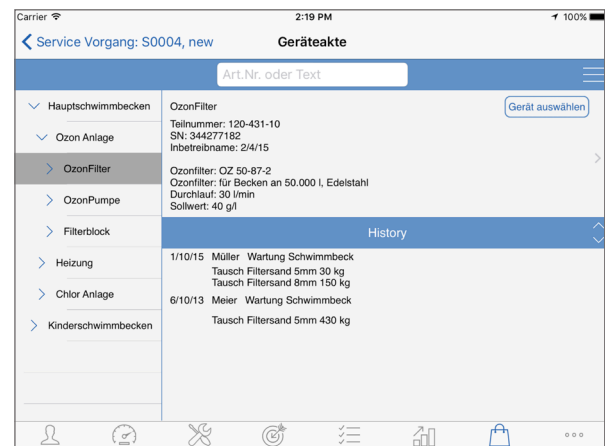 Carrier 2:19 PM 100%
Service Vorgang: S0004, new Geräteakte
Art.Nr. oder Text
Hauptschwimmbecken
Ozon Anlage
OzonFilter
OzonPumpe
Filterblock
Heizung
Chlor Anlage
Kinderschwimmbecken
OzonFilter
Gerät auswählen
Teilnummer: 120-431-10
SN: 344277182
Inbetreibname: 2/4/15
Ozonfilter: OZ 50-87-2
Ozonfilter: für Becken an 50.000 l, Edelstahl
Durchlauf: 30 l/min
Sollwert: 40 g/l
History
1/10/15 Müller Wartung Schwimmbeck
Tausch Filtersand 5mm 30 kg
Tausch Filtersand 8mm 150 kg
6/10/13 Meier Wartung Schwimmbeck
Tausch Filtersand 5mm 430 kg